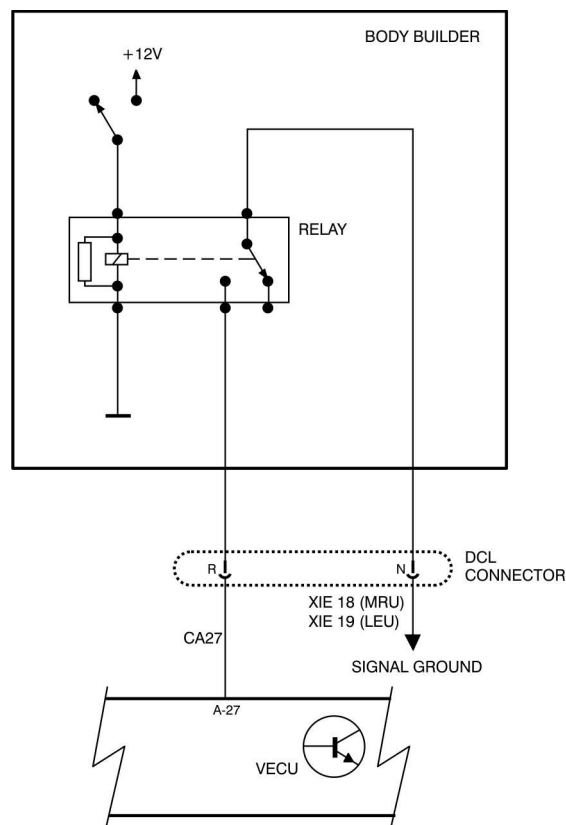 BODY BUILDER
+12V
RELAY
DCL
CONNECTOR
R
N
XIE 18 (MRU)
XIE 19 (LEU)
CA27
SIGNAL GROUND
A-27
VECU